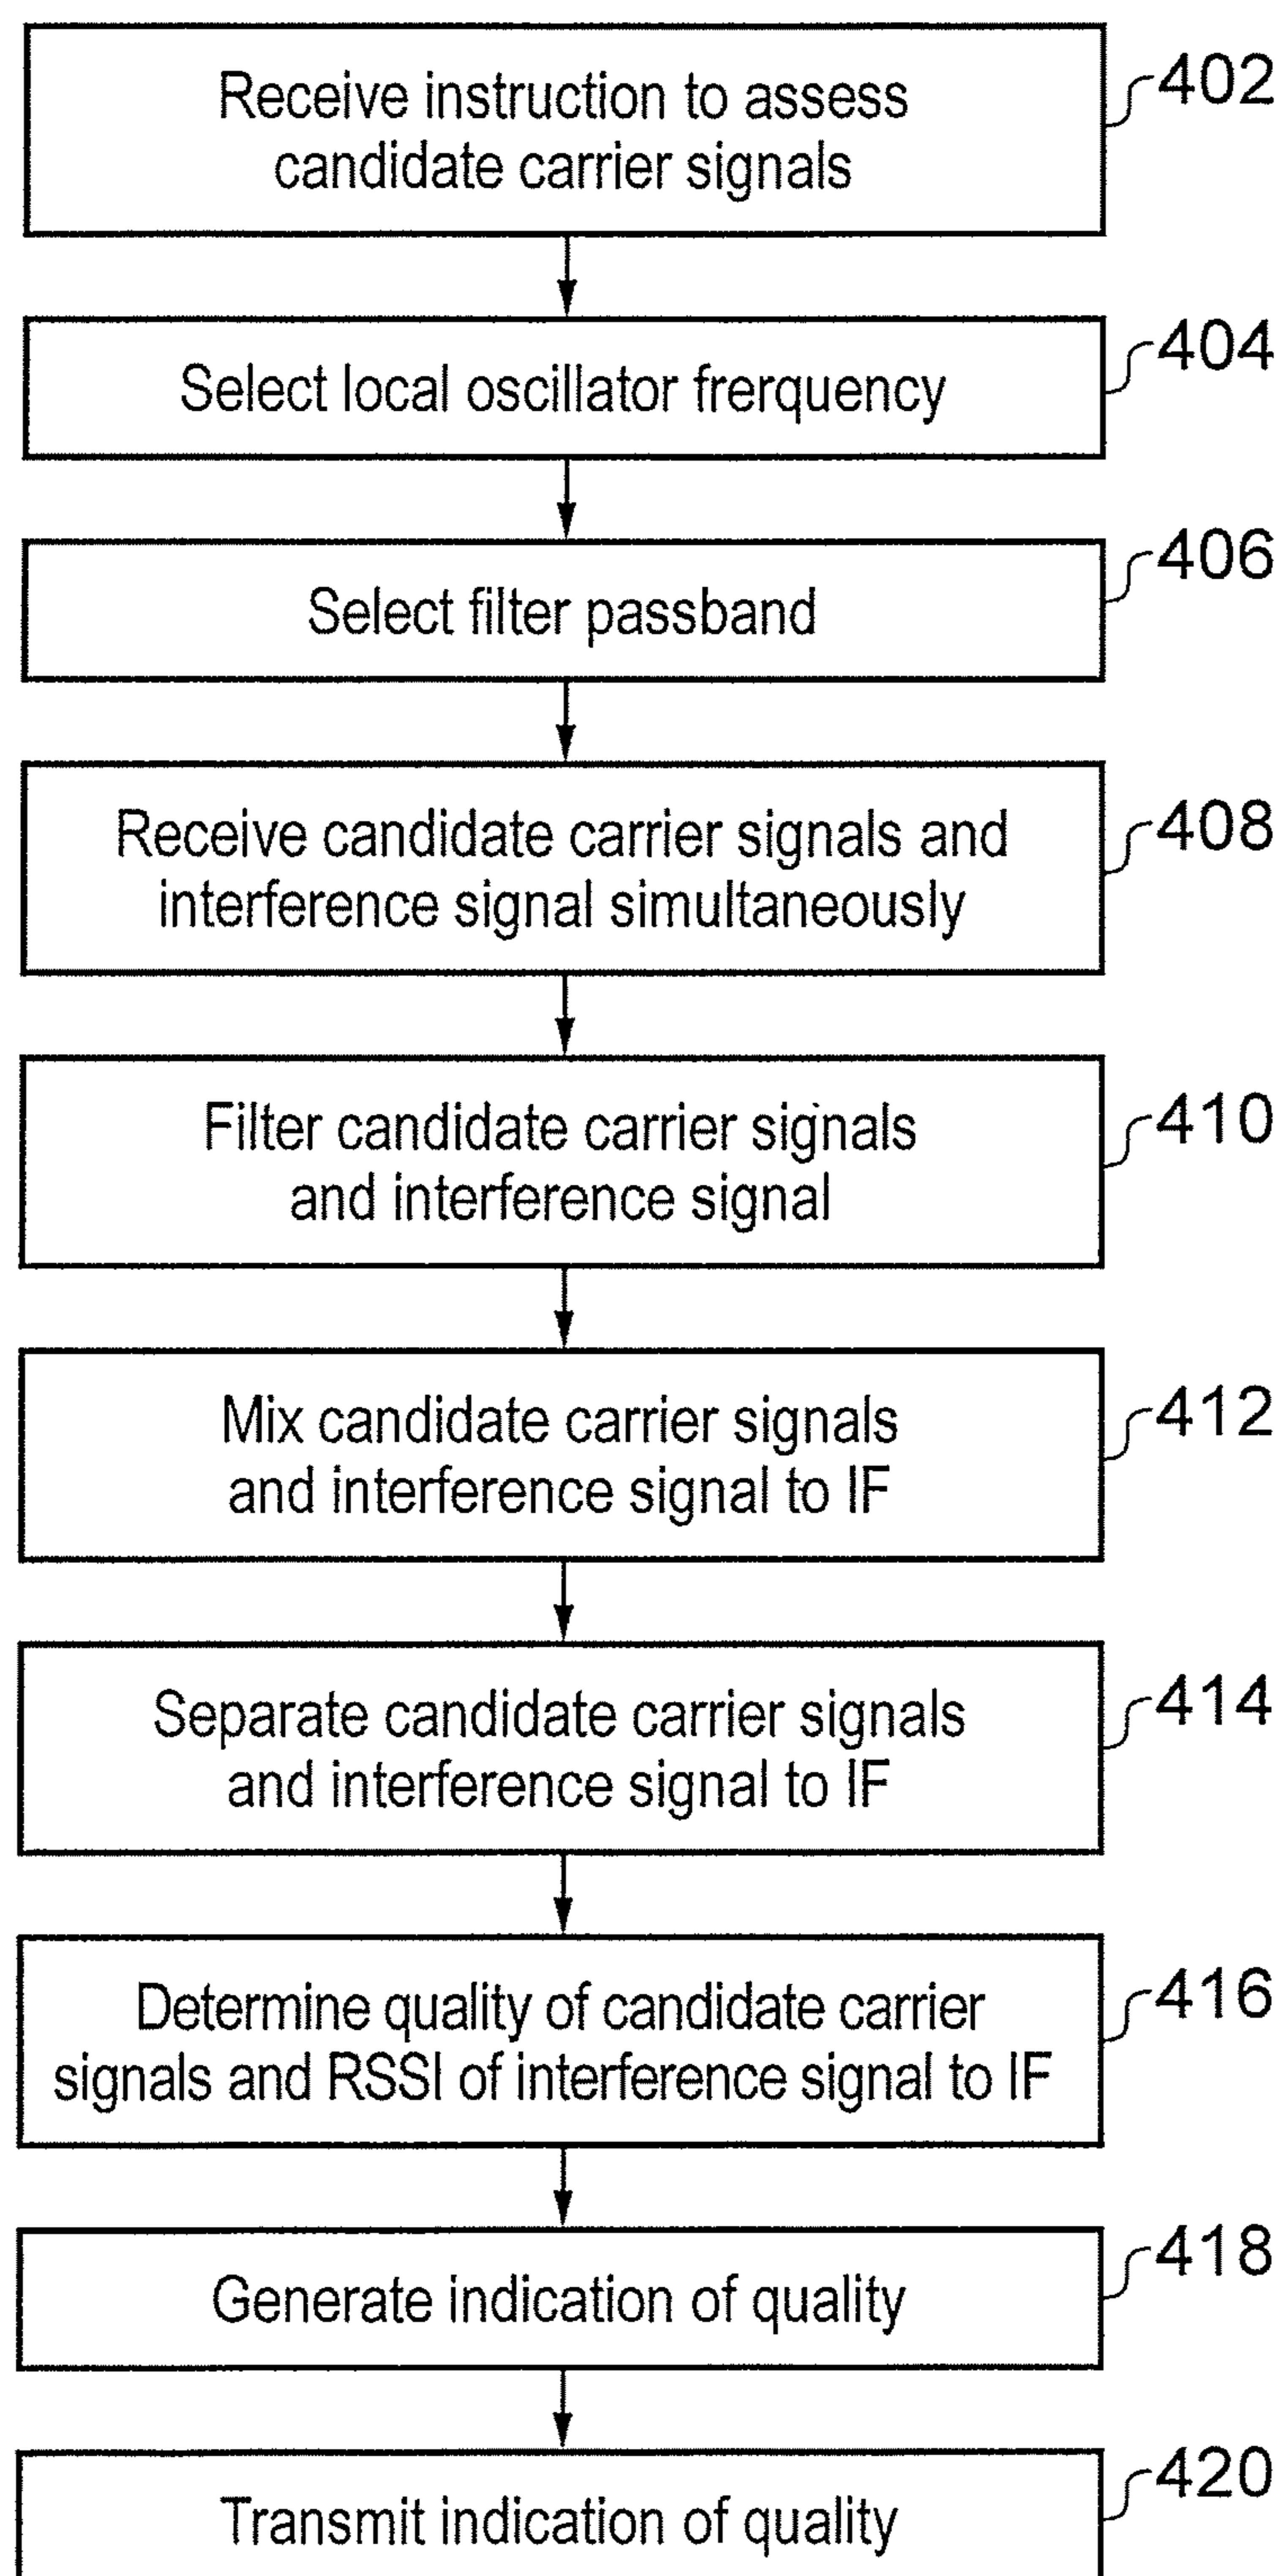 Receive instruction to assess
candidate carrier signals
402
Select local oscillator frerquency
404
Select filter passband
406
Receive candidate carrier signals and
interference signal simultaneously
408
Filter candidate carrier signals
and interference signal
410
Mix candidate carrier signals
and interference signal to IF
412
Separate candidate carrier signals
and interference signal to IF
414
Determine quality of candidate carrier
signals and RSSI of interference signal to IF
416
Generate indication of quality
418
Transmit indication of quality
420